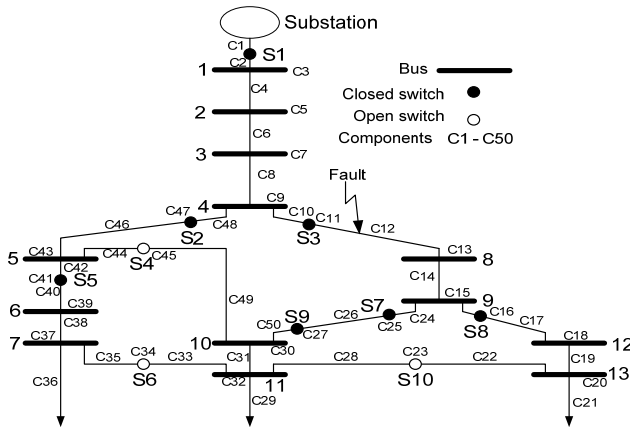 Substation
C1
S1
C2
1
C3
Bus
C4
Closed switch
2
C5
Open switch
C6
Components C1 - C50
3
C7
C8
Fault
4
C9
C47
C10
C46
C48
C11
S2
S3
C12
C43
C44
C45
C13
5
C42
S4
8
C41
S5
C14
C40
C49
C15
9
C39
S9
S7
C24
C16
6
C26
C25
S8
C17
C38
C50
C27
C37
C18
7
10
C30
12
C35
C34
C33
C31
C28
C23
C22
C19
C36
S6
C32
11
S10
C20
13
C29
C21